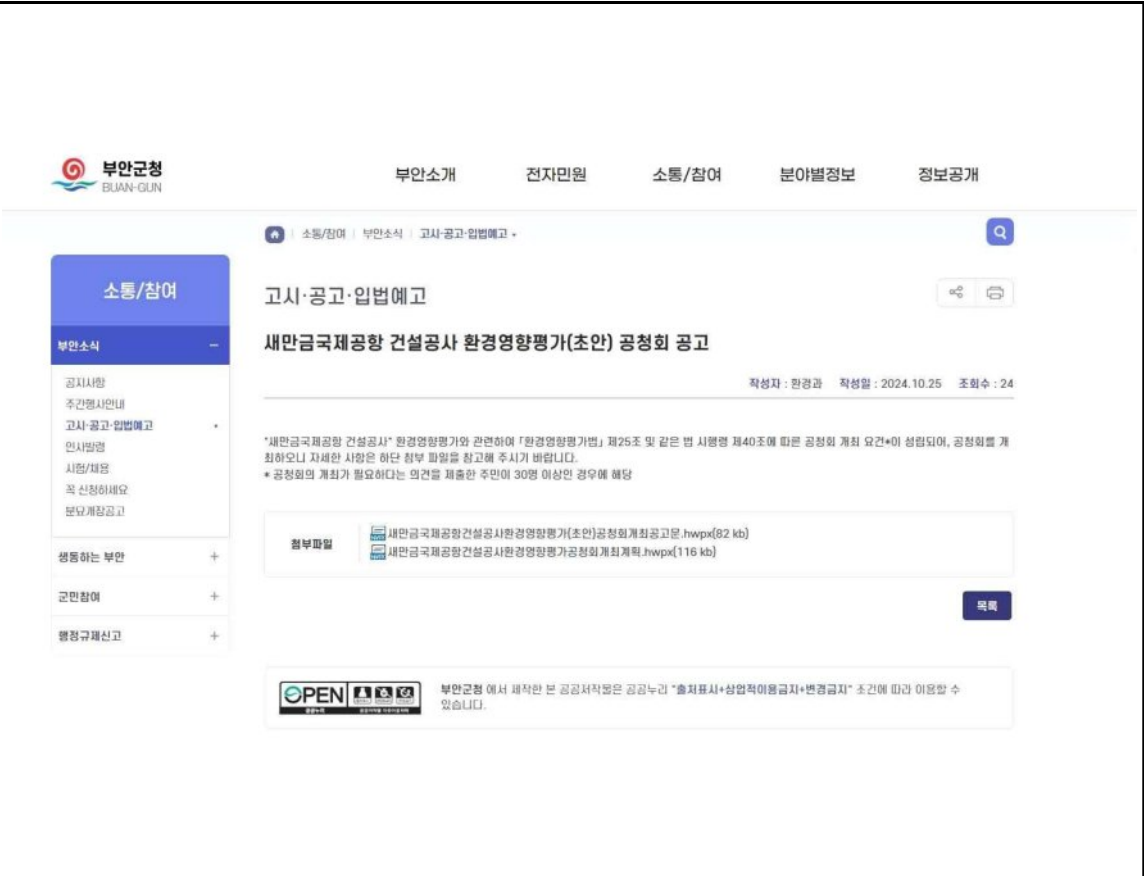 부안군청
BUAN-GUN
부안소개
전자민원
소통/참여
분야별정보
정보공개
소통/참여 부안소식 고시·공고·입법예고
소통/참여
부안소식
공지사항
주간행사안내
고시·공고·입법예고
인사발령
시험/채용
꼭 신청하세요
분묘개장공고
생동하는 부안
군민참여
행정규제신고
고시·공고·입법예고
새만금국제공항 건설공사 환경영향평가(초안) 공청회 공고
작성자 : 환경과 작성일 : 2024.10.25 조회수 : 24
"새만금국제공항 건설공사" 환경영향평가와 관련하여 「환경영향평가법」 제25조 및 같은 법 시행령 제40조에 따른 공청회 개최 요건*이 성립되어, 공청회를 개
최하오니 자세한 사항은 하단 첨부 파일을 참고해 주시기 바랍니다.
* 공청회의 개최가 필요하다는 의견을 제출한 주민이 30명 이상인 경우에 해당
첨부파일
새만금국제공항건설공사환경영향평가(초안)공청회개최공고문.hwpx(82 kb)
새만금국제공항건설공사환경영향평가공청회개최계획.hwpx(116 kb)
목록
OPEN
공공누리
부안군청 에서 제작한 본 공공저작물은 공공누리 "출처표시+상업적이용금지+변경금지" 조건에 따라 이용할 수
있습니다.